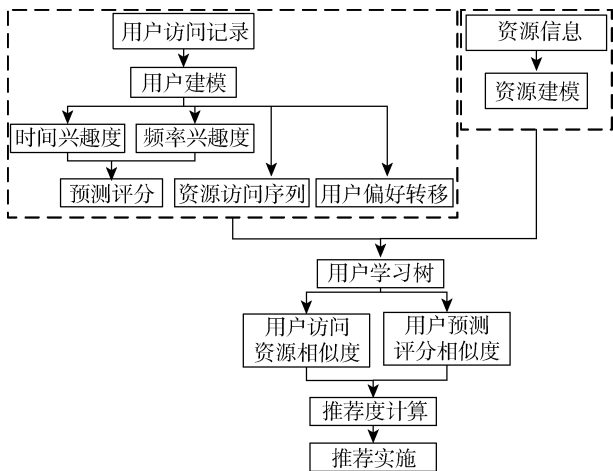 用户访问记录
资源信息
用户建模
资源建模
时间兴趣度
频率兴趣度
预测评分
资源访问序列
用户偏好转移
用户学习树
用户访问
资源相似度
用户预测
评分相似度
推荐度计算
推荐实施